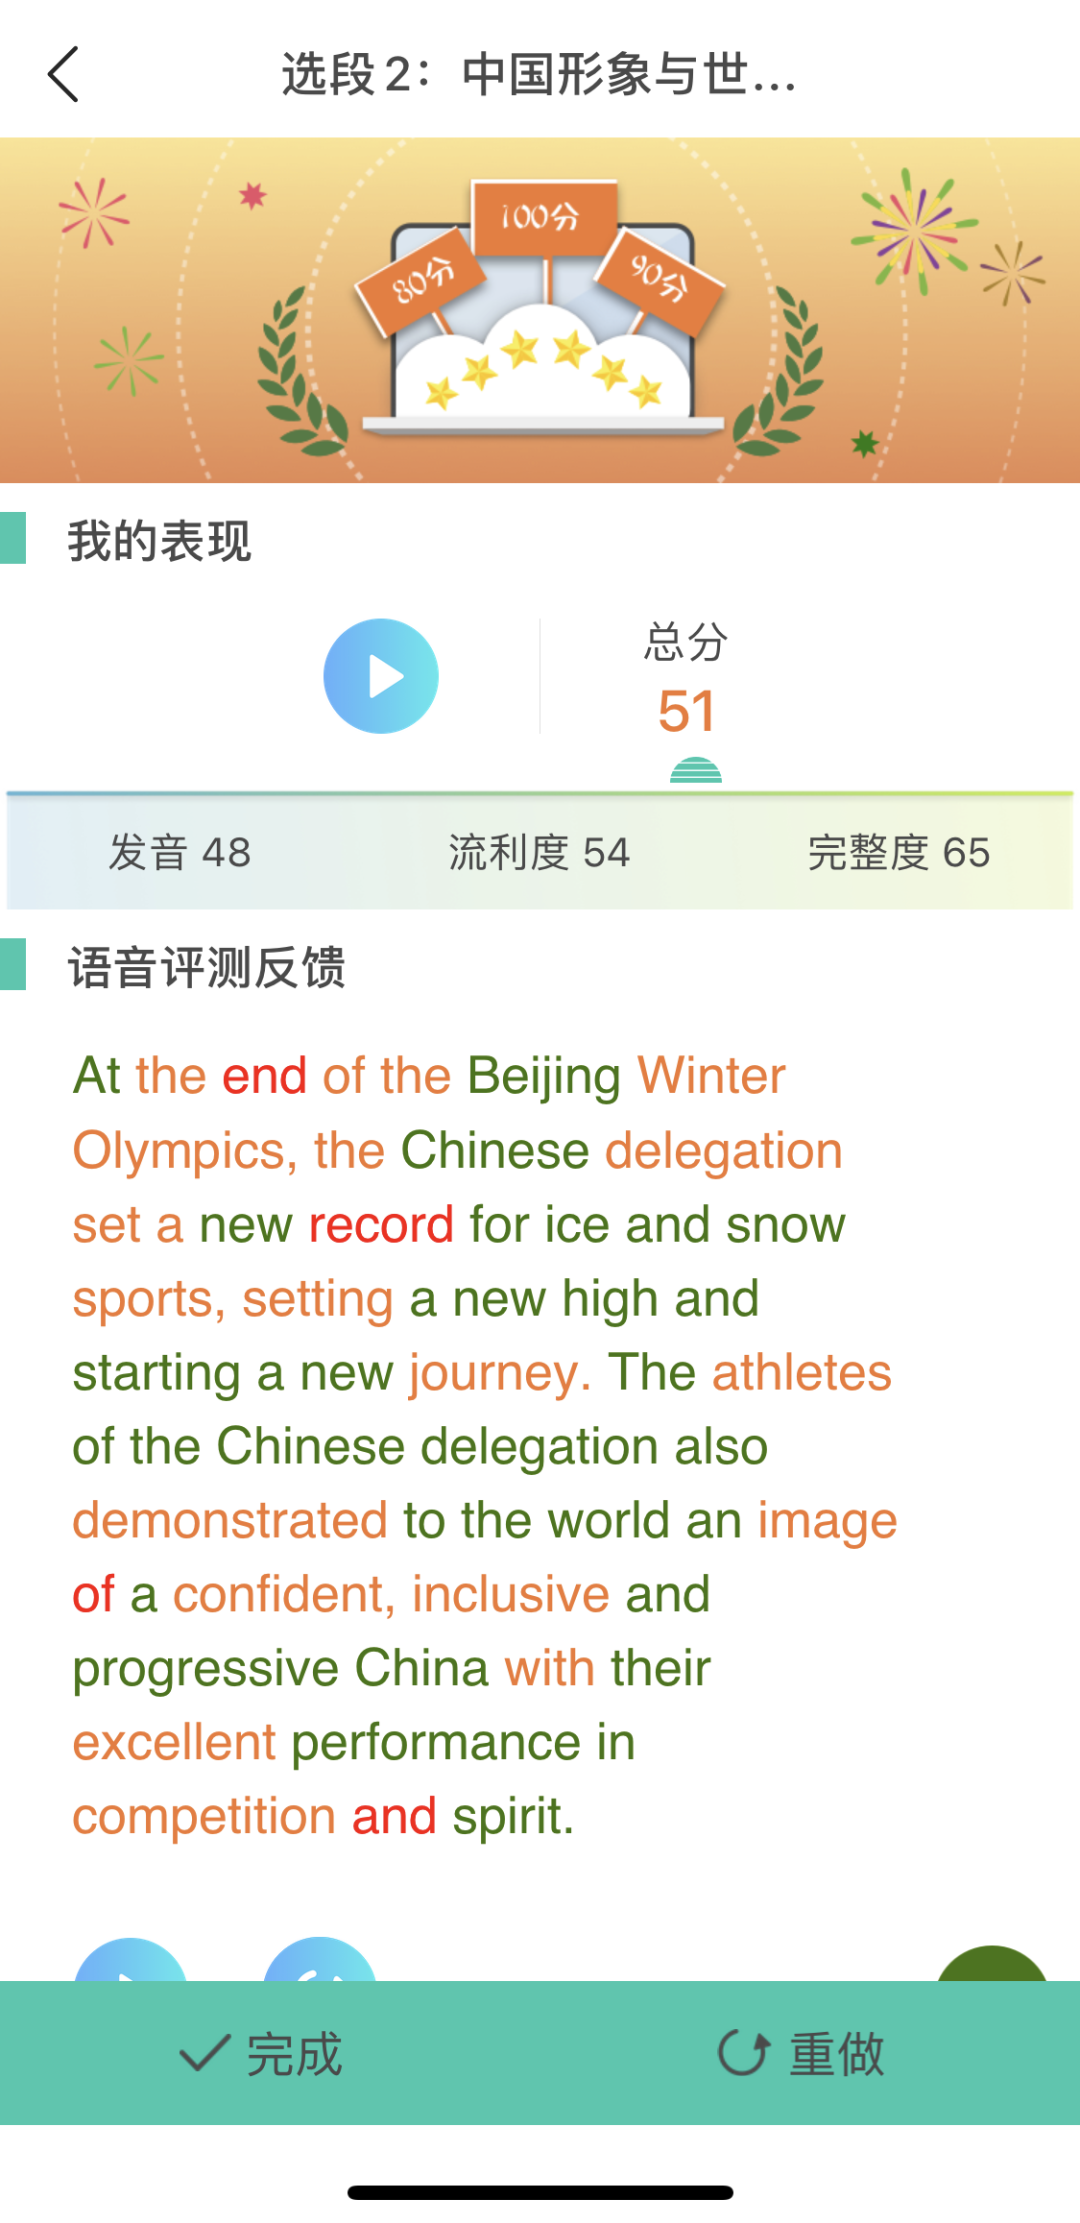 选段2：中国形象与世...
100分
80分
90分
我的表现
总分
51
发音 48
流利度 54
完整度 65
语音评测反馈
At the end of the Beijing Winter
Olympics, the Chinese delegation
set a new record for ice and snow
sports, setting a new high and
starting a new journey. The athletes
of the Chinese delegation also
demonstrated to the world an image
of a confident, inclusive and
progressive China with their
excellent performance in
competition and spirit.
完成
重做